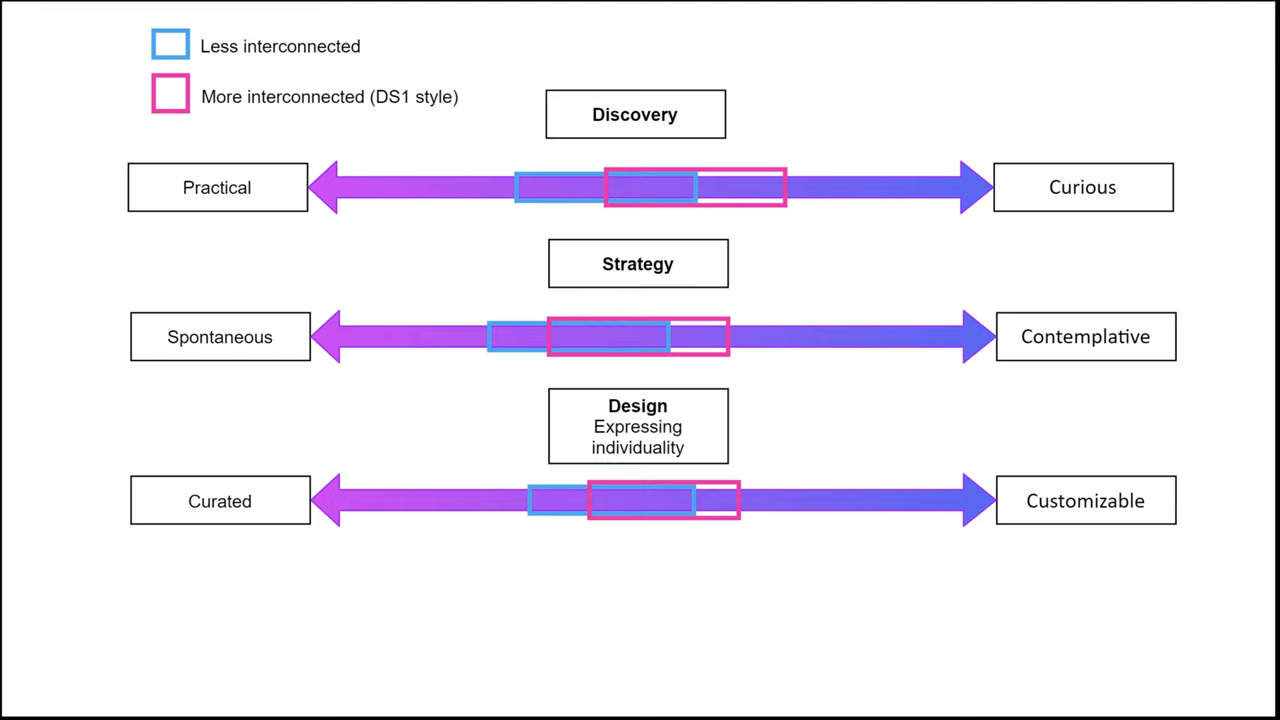 Less interconnected
More interconnected (DS1 style)
Discovery
Practical
Curious
Strategy
Spontaneous
Contemplative
Design
Expressing
individuality
Curated
Customizable